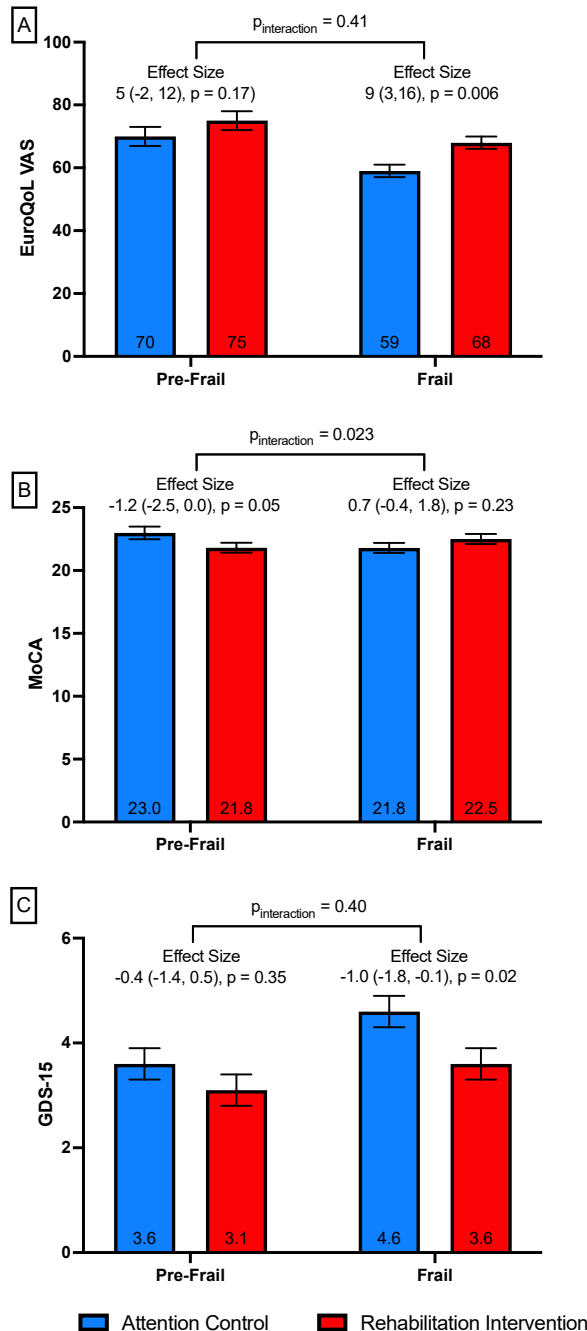 A
p interaction = 0.41
Effect Size
5 (-2, 12), p = 0.17)
Effect Size
9 (3,16), p = 0.006
EuroQoL VAS
100
80
60
40
20
0
70
75
59
68
Pre-Frail
Frail
p interaction = 0.023
B
Effect Size
-1.2 (-2.5, 0.0), p = 0.05
Effect Size
0.7 (-0.4, 1.8), p = 0.23
MoCA
25
20
15
10
5
0
23.0
21.8
21.8
22.5
Pre-Frail
Frail
C
p interaction = 0.40
Effect Size
-0.4 (-1.4, 0.5), p = 0.35
Effect Size
-1.0 (-1.8, -0.1), p = 0.02
GDS-15
6
4
2
0
3.6
3.1
4.6
3.6
Pre-Frail
Frail
Attention Control
Rehabilitation Intervention